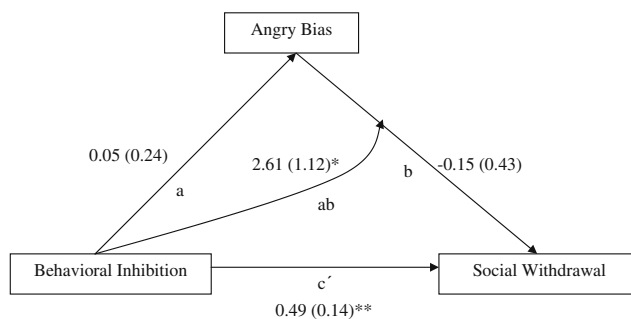 Angry Bias
0.05 (0.24)
2.61 (1.12)*
-0.15 (0.43)
a
b
ab
Behavioral Inhibition
Social Withdrawal
c´
0.49 (0.14)**